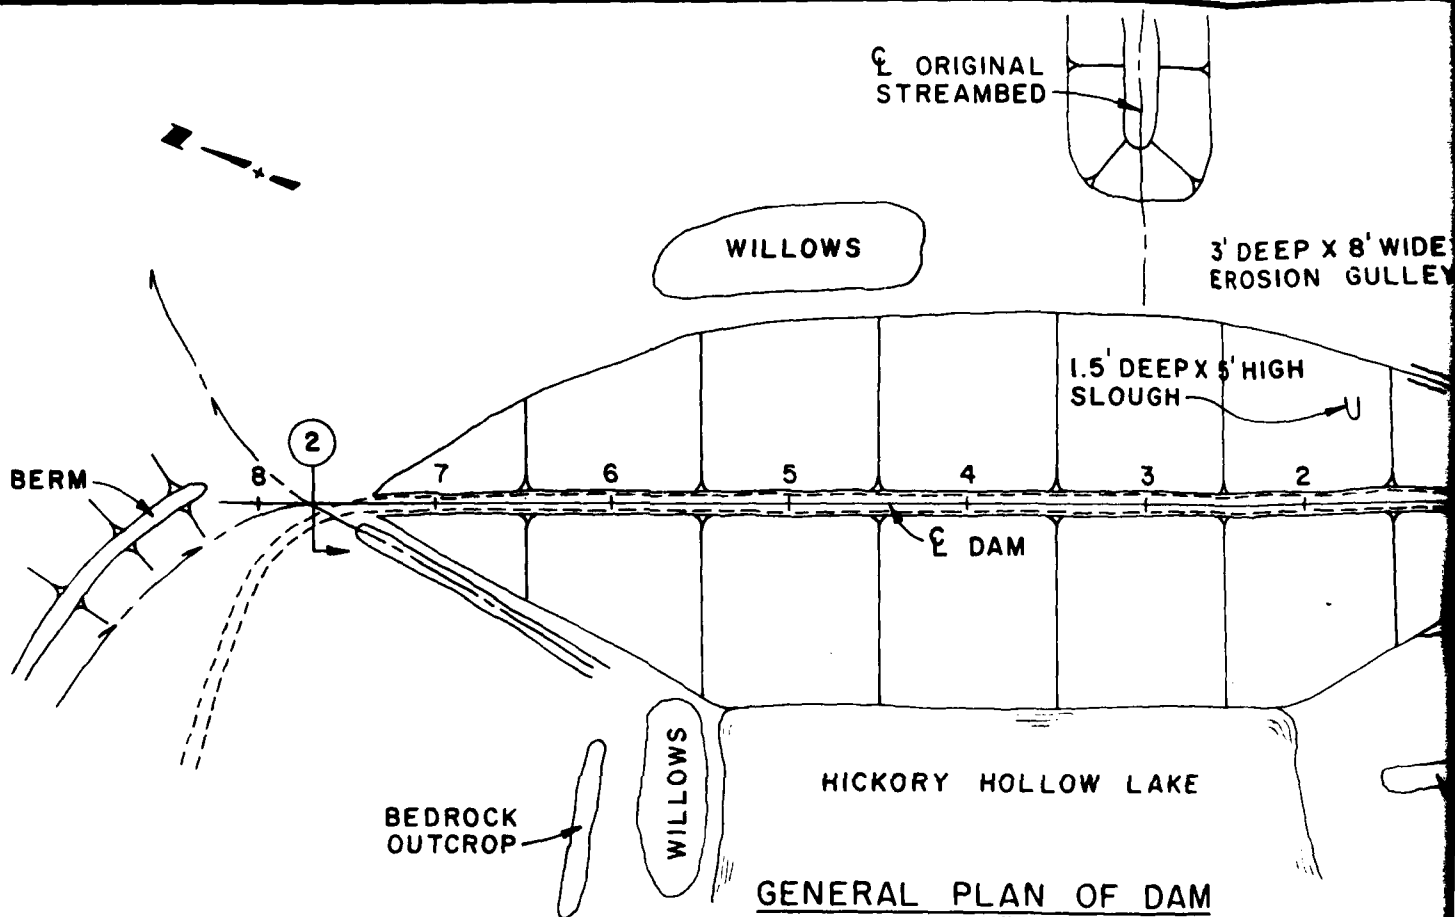 ℄ ORIGINAL
STREAMBED
N
WILLOWS
3' DEEP X 8' WIDE
EROSION GULLEY
1.5' DEEP X 5' HIGH
SLOUGH
2
BERM
8 7 6 5 4 3 2
℄ DAM
HICKORY HOLLOW LAKE
WILLOWS
BEDROCK
OUTCROP
GENERAL PLAN OF DAM